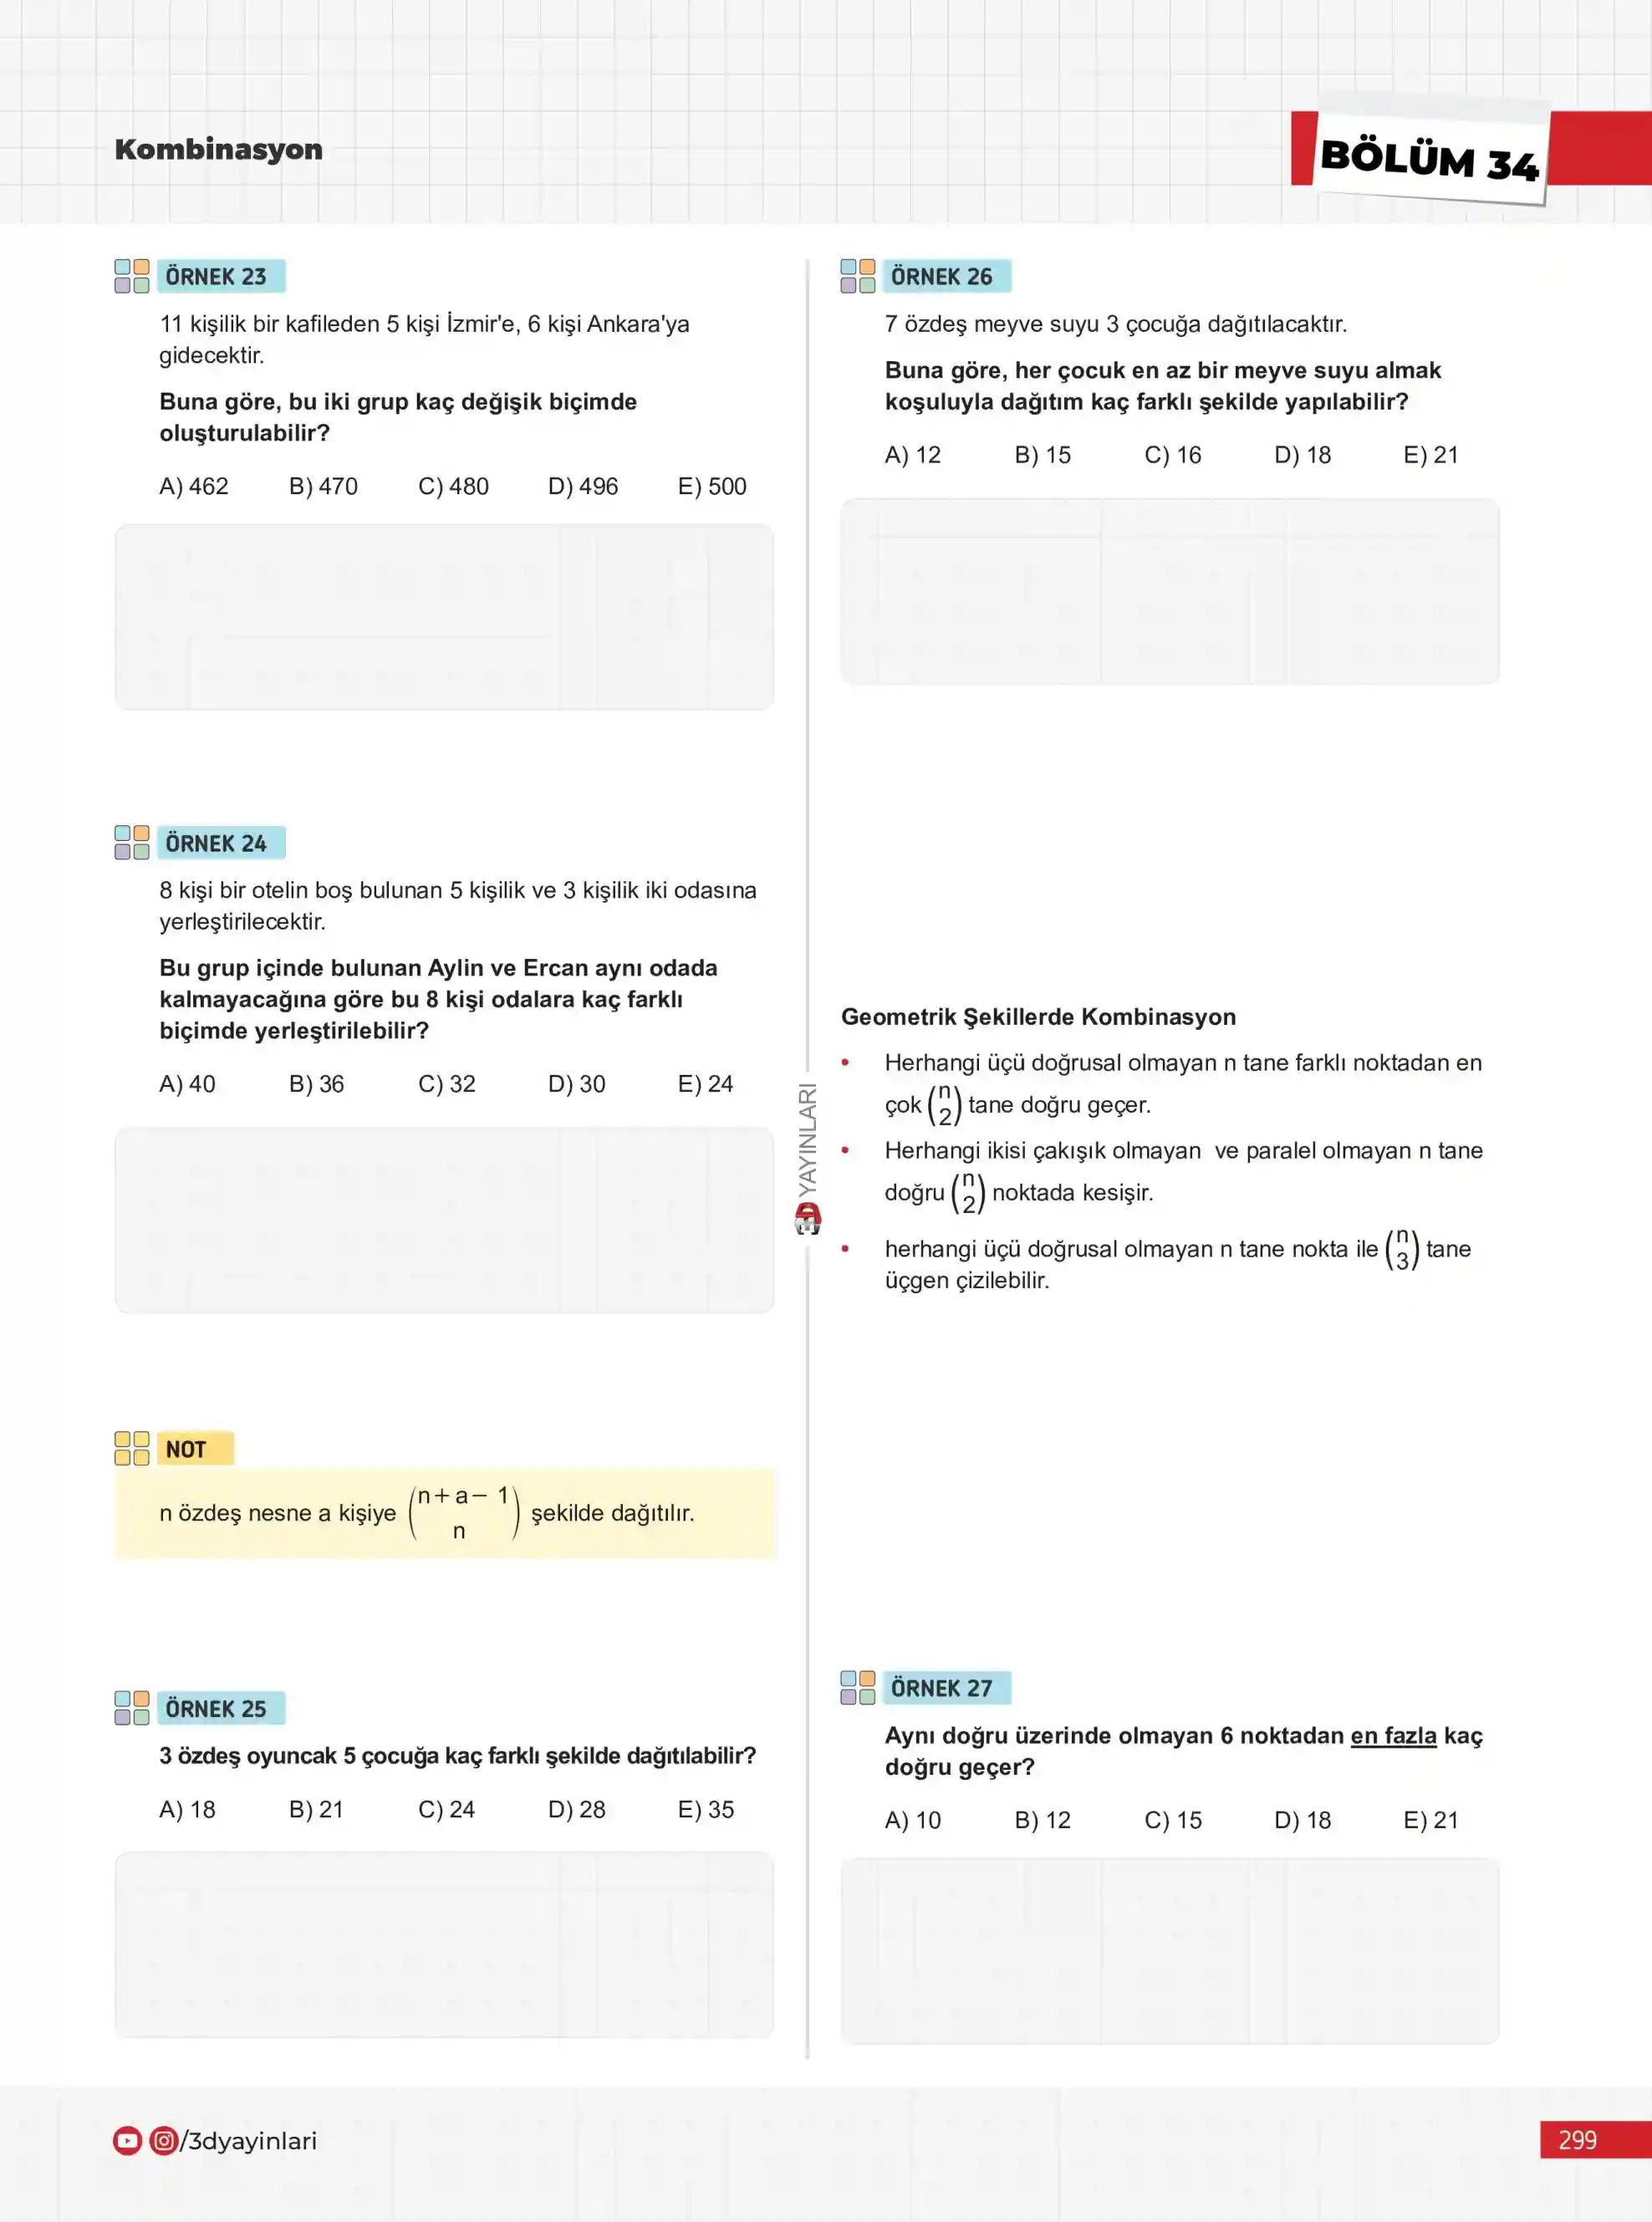 Kombinasyon
BÖLÜM 34
ÖRNEK 23
11 kişilik bir kafileden 5 kişi İzmir'e, 6 kişi Ankara'ya
gidecektir.
Buna göre, bu iki grup kaç değişik biçimde
oluşturulabilir?
A) 462 B) 470 C) 480 D) 496 E) 500
ÖRNEK 24
8 kişi bir otelin boş bulunan 5 kişilik ve 3 kişilik iki odasına
yerleştirilecektir.
Bu grup içinde bulunan Aylin ve Ercan aynı odada
kalmayacağına göre bu 8 kişi odalara kaç farklı
biçimde yerleştirilebilir?
A) 40 B) 36 C) 32 D) 30 E) 24
NOT
n özdeş nesne a kişiye (n + a − 1 / n) şekilde dağıtılır.
ÖRNEK 25
3 özdeş oyuncak 5 çocuğa kaç farklı şekilde dağıtılabilir?
A) 18 B) 21 C) 24 D) 28 E) 35
YAYINLARI
ÖRNEK 26
7 özdeş meyve suyu 3 çocuğa dağıtılacaktır.
Buna göre, her çocuk en az bir meyve suyu almak
koşuluyla dağıtım kaç farklı şekilde yapılabilir?
A) 12 B) 15 C) 16 D) 18 E) 21
Geometrik Şekillerde Kombinasyon
• Herhangi üçü doğrusal olmayan n tane farklı noktadan en
çok (n / 2) tane doğru geçer.
• Herhangi ikisi çakışık olmayan ve paralel olmayan n tane
doğru (n / 2) noktada kesişir.
• herhangi üçü doğrusal olmayan n tane nokta ile (n / 3) tane
üçgen çizilebilir.
ÖRNEK 27
Aynı doğru üzerinde olmayan 6 noktadan en fazla kaç
doğru geçer?
A) 10 B) 12 C) 15 D) 18 E) 21
/3dyayinlari
299